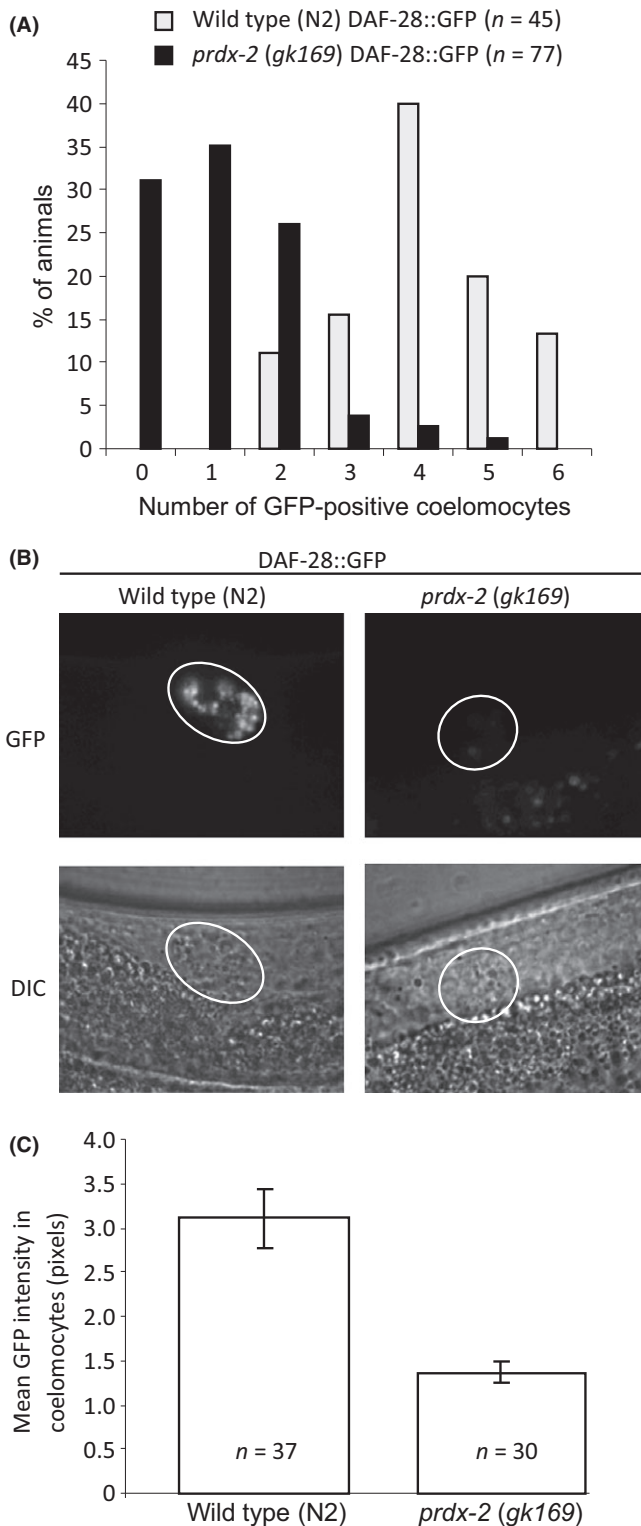 (A)
Wild type (N2) DAF-28::GFP (n = 45)
prdx-2 (gk169) DAF-28::GFP (n = 77)
45
40
35
30
25
20
15
10
5
0
% of animals
0 1 2 3 4 5 6
Number of GFP-positive coelomocytes
(B)
DAF-28::GFP
Wild type (N2) prdx-2 (gk169)
GFP
DIC
(C)
4.0
3.5
3.0
2.5
2.0
1.5
1.0
0.5
0
Mean GFP intensity in
coelomocytes (pixels)
n = 37 n = 30
Wild type (N2) prdx-2 (gk169)